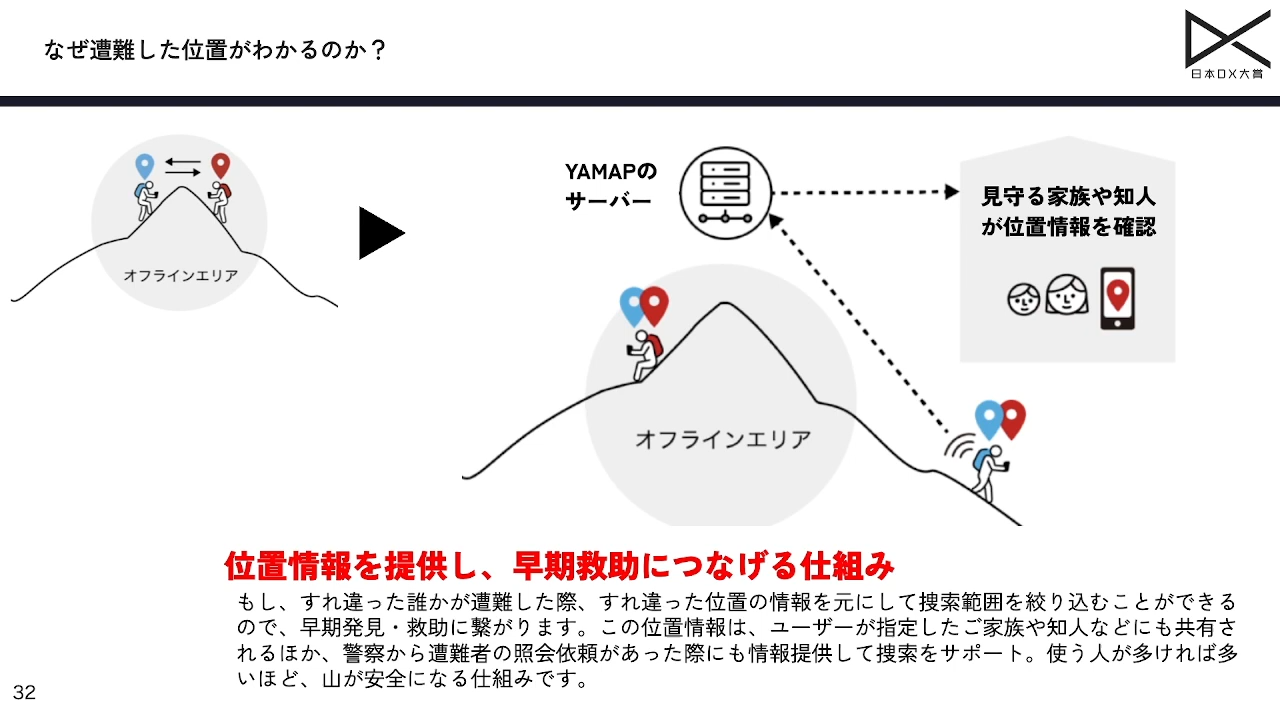 なぜ遭難した位置がわかるのか？
日本DX大賞
オフラインエリア
YAMAPの
サーバー
見守る家族や知人
が位置情報を確認
オフラインエリア
位置情報を提供し、早期救助につなげる仕組み
もし、すれ違った誰かが遭難した際、すれ違った位置の情報を元にして捜索範囲を絞り込むことができる
ので、早期発見・救助に繋がります。この位置情報は、ユーザーが指定したご家族や知人などにも共有さ
れるほか、警察から遭難者の照会依頼があった際にも情報提供して捜索をサポート。使う人が多ければ多
いほど、山が安全になる仕組みです。
32